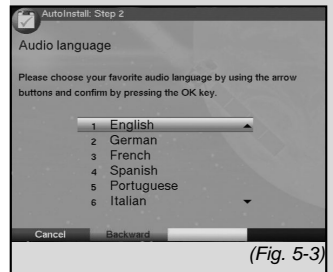 AutoInstall: Step 2
Audio language
Please choose your favorite audio language by using the arrow
buttons and confirm by pressing the OK key.
1 English
2 German
3 French
4 Spanish
5 Portuguese
6 Italian
Cancel Backward
(Fig. 5-3)